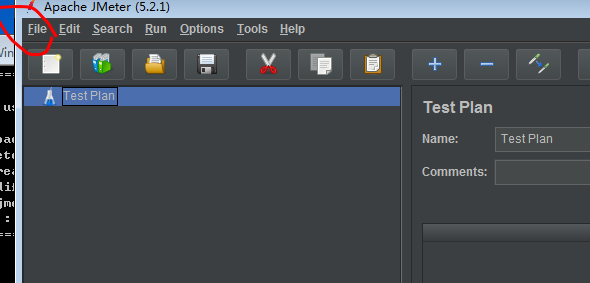 Apache JMeter (5.2.1)
File Edit Search Run Options Tools Help
Test Plan
Test Plan
Name: Test Plan
Comments: